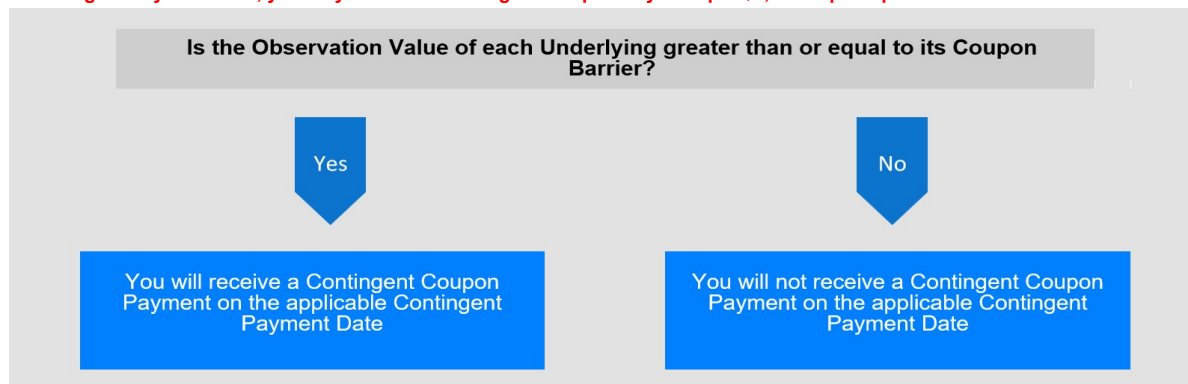 Is the Observation Value of each Underlying greater than or equal to its Coupon
Barrier?
Yes
No
You will receive a Contingent Coupon
Payment on the applicable Contingent
Payment Date
You will not receive a Contingent Coupon
Payment on the applicable Contingent
Payment Date